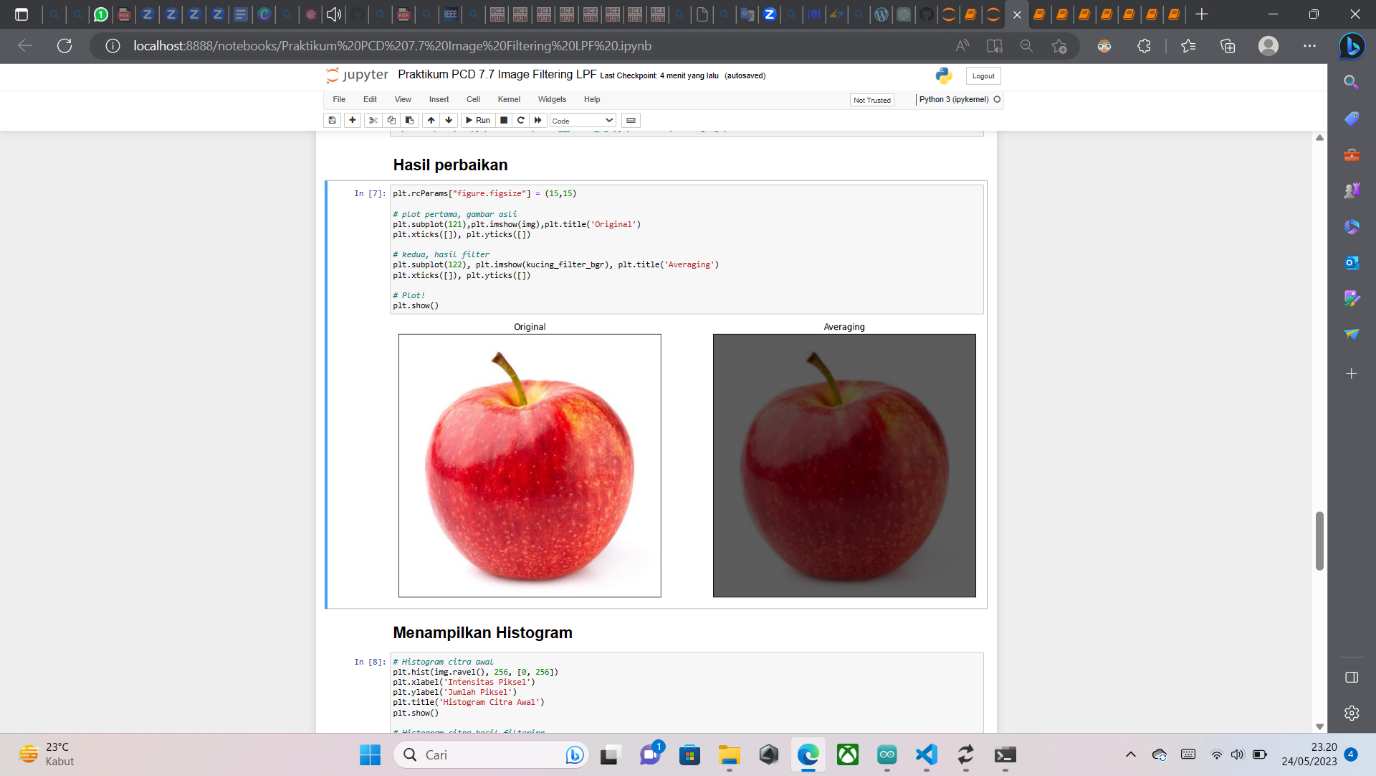 localhost:8888/notebooks/Praktikum%20PCD%207.7%20Image%20Filtering%20LPF%20.ipynb
jupyter Praktikum PCD 7.7 Image Filtering LPF Last Checkpoint: 4 menit yang lalu (autosaved)
Logout
File Edit View Insert Cell Kernel Widgets Help
Not Trusted
Python 3 (ipykernel)
Run
Code
Hasil perbaikan
In [7]: plt.rcParams["figure.figsize"] = (15,15)
# plot pertama, gambar asli
plt.subplot(121),plt.imshow(img),plt.title('Original')
plt.xticks([]), plt.yticks([])
# kedua, hasil filter
plt.subplot(122), plt.imshow(kucing_filter_bgr), plt.title('Averaging')
plt.xticks([]), plt.yticks([])
# Plot!
plt.show()
Original
Averaging
Menampilkan Histogram
In [8]: # Histogram citra awal
plt.hist(img.ravel(), 256, [0, 256])
plt.xlabel('Intensitas Piksel')
plt.ylabel('Jumlah Piksel')
plt.title('Histogram Citra Awal')
plt.show()
# Histogram citra hasil filtering
23°C
Kabut
Cari
1
23.20
24/05/2023
4